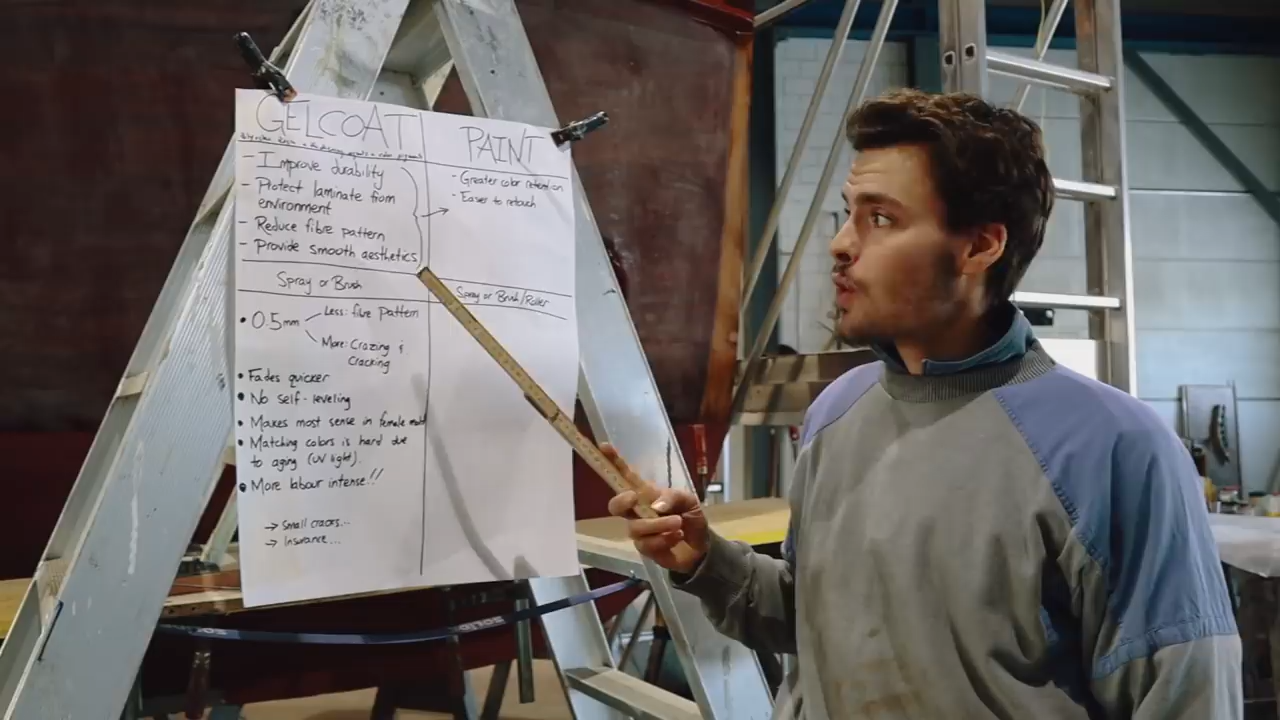 GELCOAT
- Improve durability
- Protect laminate from
environment
- Reduce fibre pattern
- Provide smooth aesthetics
Spray or Brush
• 0.5mm
Less: fibre pattern
More: Crazing &
Cracking
• Fades quicker
• No self-leveling
• Makes most sense in female
• Matching colors is hard due
to aging (UV light).
• More labour intense!!
→ Small cracks...
→ Insurance...
PAINT
- Greater color retention
- Easier to retouch
Spray or Brush/Roller
SOLID